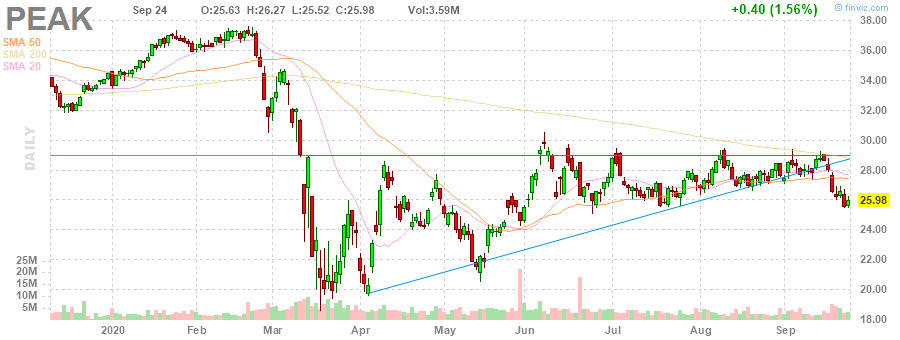 PEAK Sep 24 O:25.63 H:26.27 L:25.52 C:25.98 Vol:3.59M +0.40 (1.56%) © finviz.com
SMA 50
SMA 200
SMA 20
DAILY
38.00
36.00
34.00
32.00
30.00
28.00
25.98
24.00
22.00
20.00
18.00
25M
20M
15M
10M
5M
2020 Feb Mar Apr May Jun Jul Aug Sep